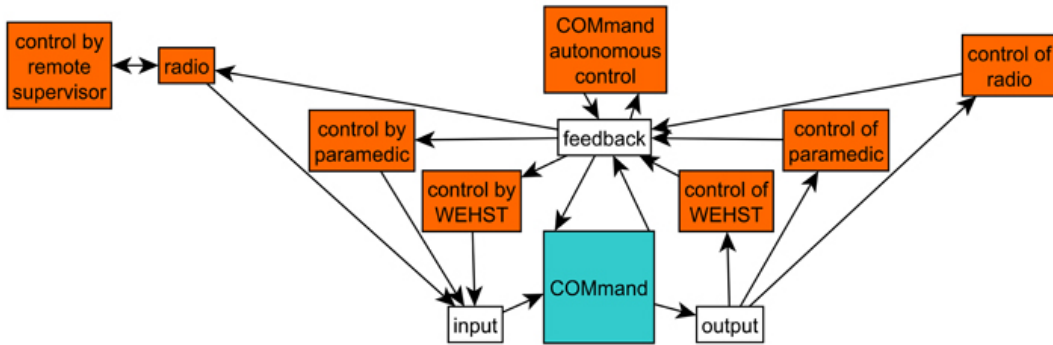 control by
remote
supervisor
radio
COMmand
autonomous
control
control of
radio
control by
paramedic
feedback
control of
paramedic
control by
WEHST
control of
WEHST
COMmand
input
output